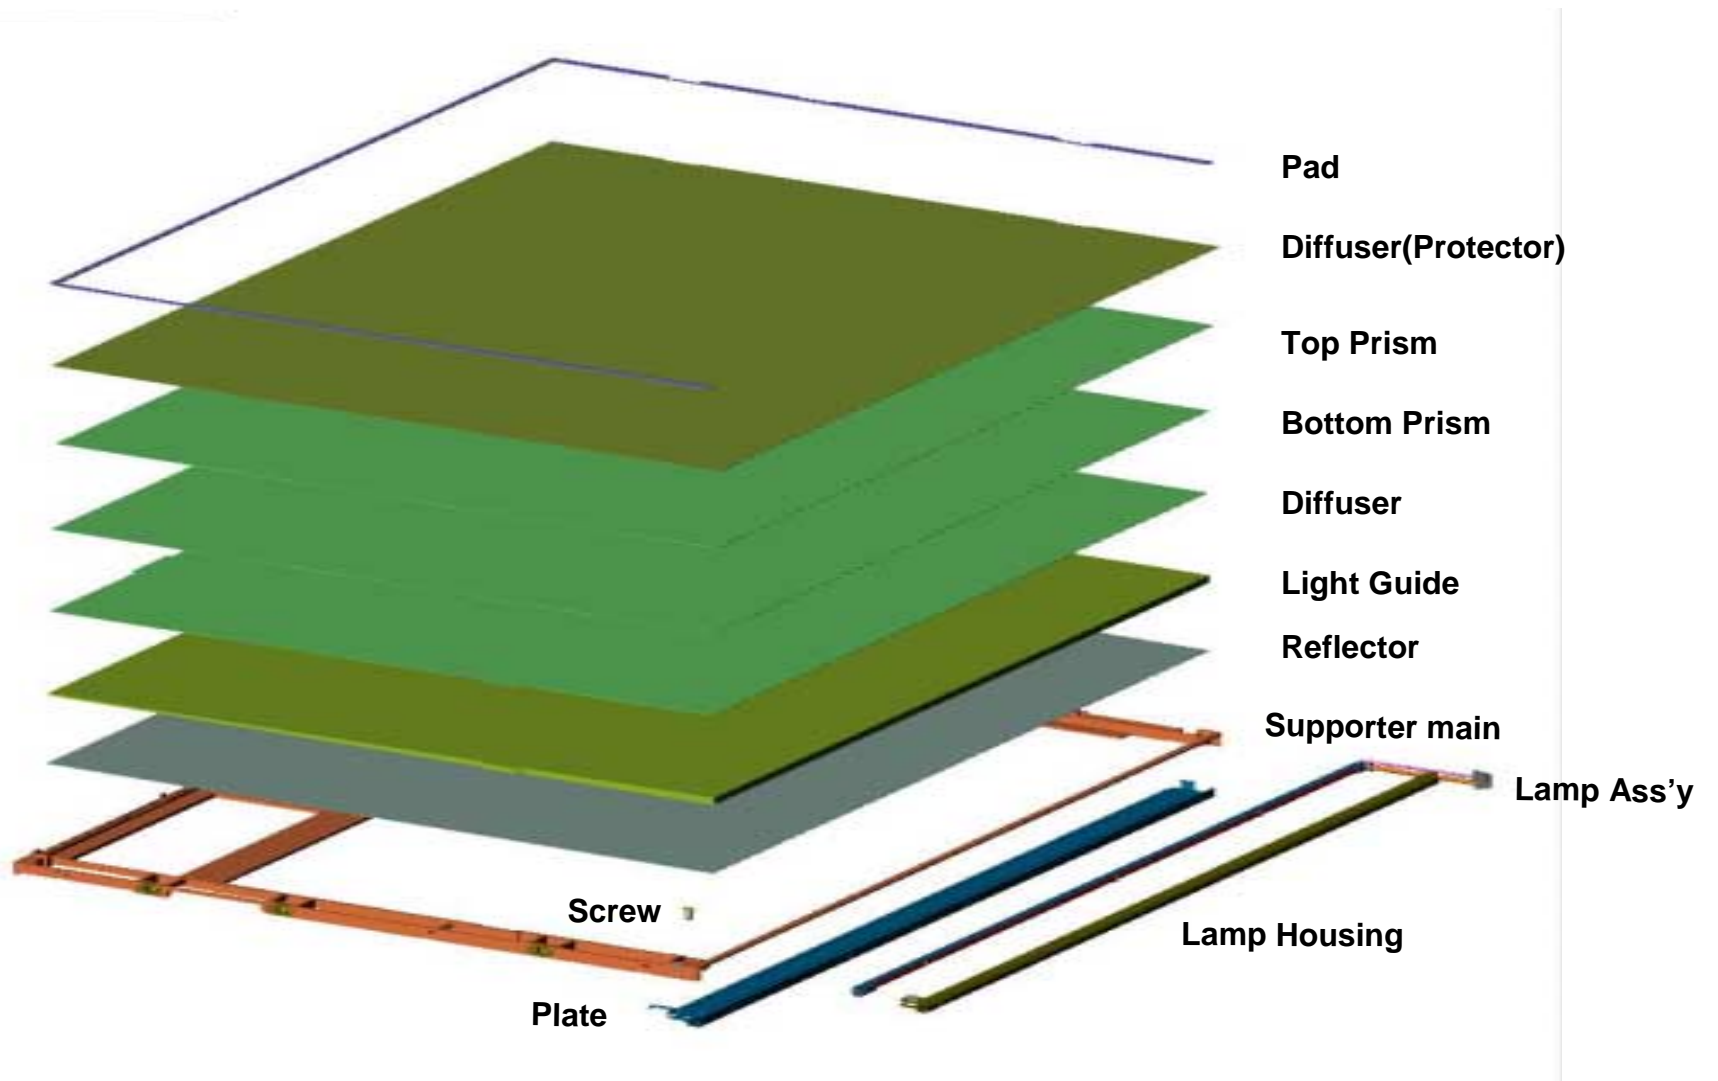 Pad
Diffuser(Protector)
Top Prism
Bottom Prism
Diffuser
Light Guide
Reflector
Supporter main
Lamp Ass’y
Screw
Lamp Housing
Plate